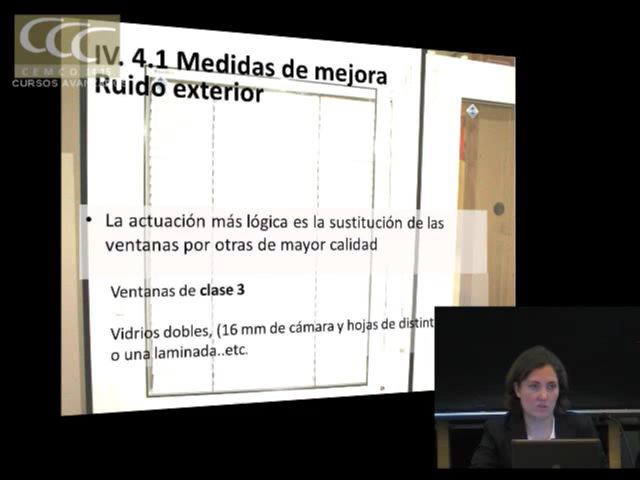 CCC
CEMCO
CURSOS
IV. 4.1 Medidas de mejora
Ruido exterior
• La actuación más lógica es la sustitución de las
ventanas por otras de mayor calidad
Ventanas de clase 3
Vidrios dobles, (16 mm de cámara y hojas de
o una laminada..etc.